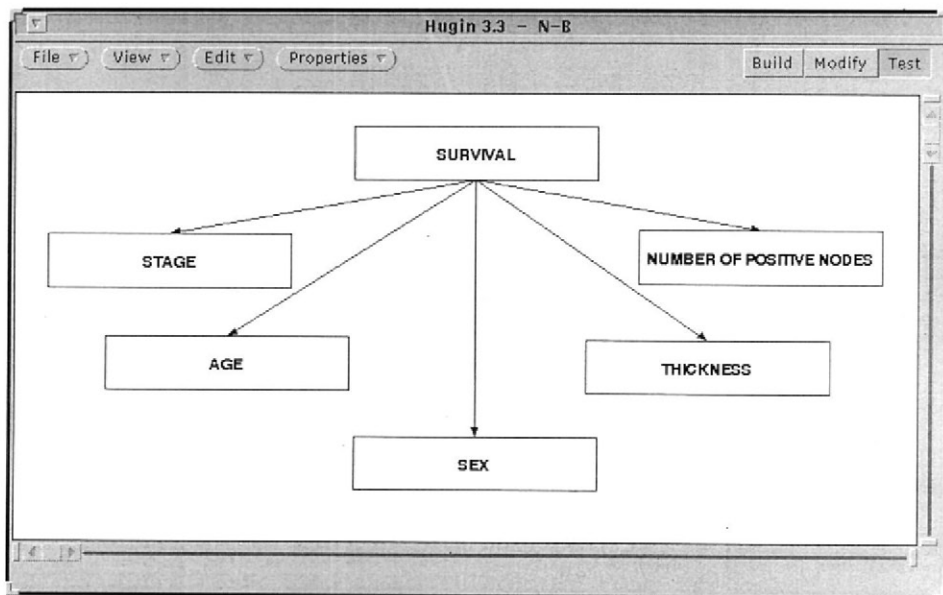 Hugin 3.3 – N-B
File View Edit Properties Build Modify Test
SURVIVAL
STAGE
NUMBER OF POSITIVE NODES
AGE
THICKNESS
SEX